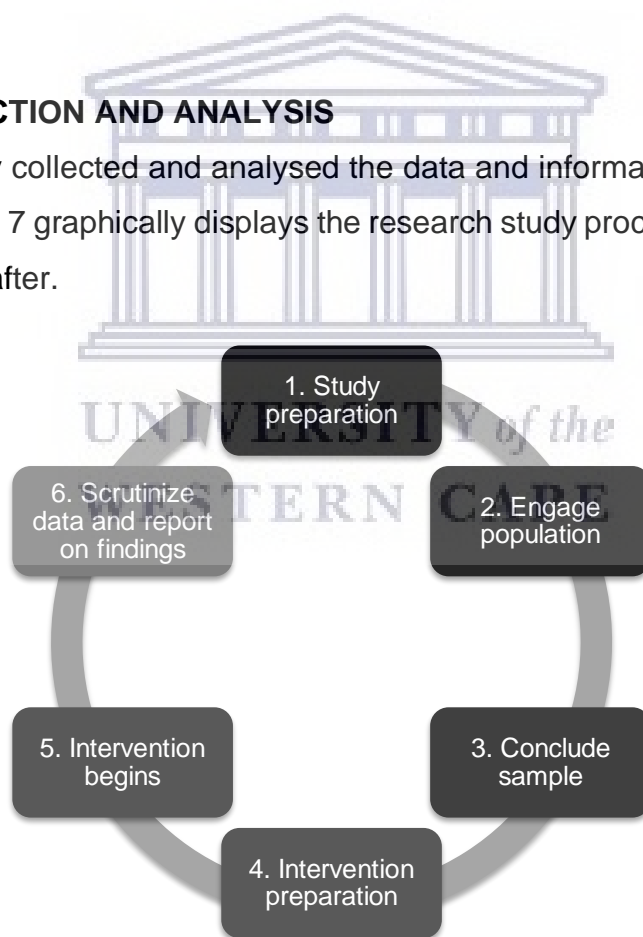 CTION AND ANALYSIS
collected and analysed the data and informa
7 graphically displays the research study proc
after.
1. Study
preparation
UNIVERSITY of the
WESTERN CAPE
2. Engage
population
3. Conclude
sample
4. Intervention
preparation
5. Intervention
begins
6. Scrutinize
data and report
on findings